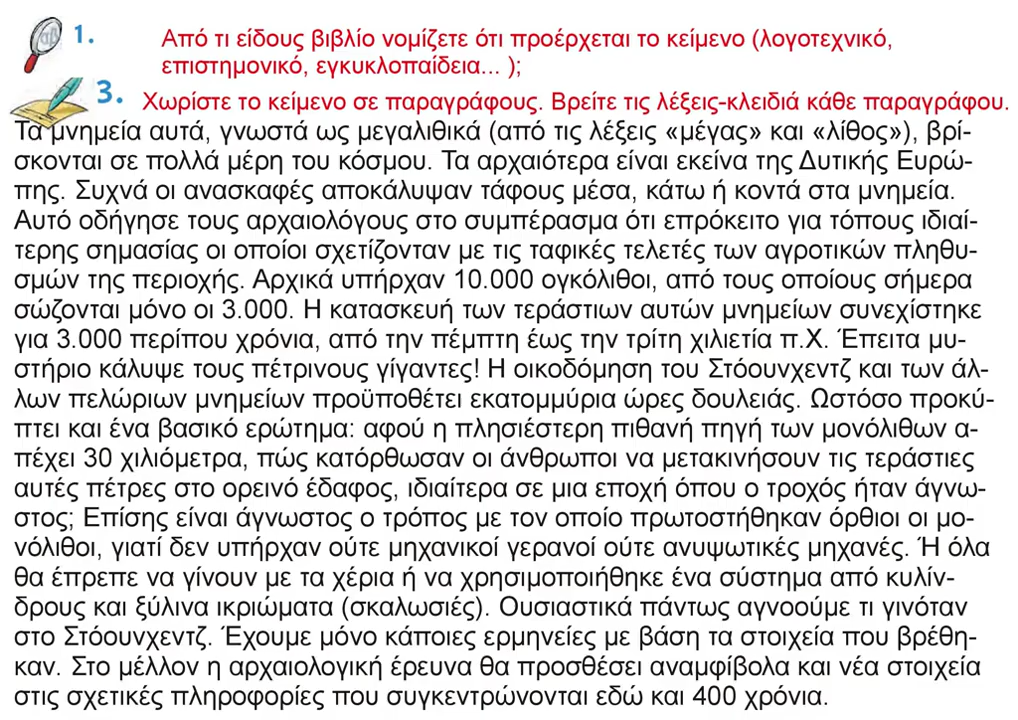 1. Από τι είδους βιβλίο νομίζετε ότι προέρχεται το κείμενο (λογοτεχνικό,
επιστημονικό, εγκυκλοπαίδεια... );
3. Χωρίστε το κείμενο σε παραγράφους. Βρείτε τις λέξεις-κλειδιά κάθε παραγράφου.
Τα μνημεία αυτά, γνωστά ως μεγαλιθικά (από τις λέξεις «μέγας» και «λίθος»), βρί-
σκονται σε πολλά μέρη του κόσμου. Τα αρχαιότερα είναι εκείνα της Δυτικής Ευρώ-
πης. Συχνά οι ανασκαφές αποκάλυψαν τάφους μέσα, κάτω ή κοντά στα μνημεία.
Αυτό οδήγησε τους αρχαιολόγους στο συμπέρασμα ότι επρόκειτο για τόπους ιδιαί-
τερης σημασίας οι οποίοι σχετίζονταν με τις ταφικές τελετές των αγροτικών πληθυ-
σμών της περιοχής. Αρχικά υπήρχαν 10.000 ογκόλιθοι, από τους οποίους σήμερα
σώζονται μόνο οι 3.000. Η κατασκευή των τεράστιων αυτών μνημείων συνεχίστηκε
για 3.000 περίπου χρόνια, από την πέμπτη έως την τρίτη χιλιετία π.Χ. Έπειτα μυ-
στήριο κάλυψε τους πέτρινους γίγαντες! Η οικοδόμηση του Στόουνχεντζ και των άλ-
λων πελώριων μνημείων προϋποθέτει εκατομμύρια ώρες δουλειάς. Ωστόσο προκύ-
πτει και ένα βασικό ερώτημα: αφού η πλησιέστερη πιθανή πηγή των μονόλιθων α-
πέχει 30 χιλιόμετρα, πώς κατόρθωσαν οι άνθρωποι να μετακινήσουν τις τεράστιες
αυτές πέτρες στο ορεινό έδαφος, ιδιαίτερα σε μια εποχή όπου ο τροχός ήταν άγνω-
στος; Επίσης είναι άγνωστος ο τρόπος με τον οποίο πρωτοστήθηκαν όρθιοι οι μο-
νόλιθοι, γιατί δεν υπήρχαν ούτε μηχανικοί γερανοί ούτε ανυψωτικές μηχανές. Ή όλα
θα έπρεπε να γίνουν με τα χέρια ή να χρησιμοποιήθηκε ένα σύστημα από κυλίν-
δρους και ξύλινα ικριώματα (σκαλωσιές). Ουσιαστικά πάντως αγνοούμε τι γινόταν
στο Στόουνχεντζ. Έχουμε μόνο κάποιες ερμηνείες με βάση τα στοιχεία που βρέθη-
καν. Στο μέλλον η αρχαιολογική έρευνα θα προσθέσει αναμφίβολα και νέα στοιχεία
στις σχετικές πληροφορίες που συγκεντρώνονται εδώ και 400 χρόνια.